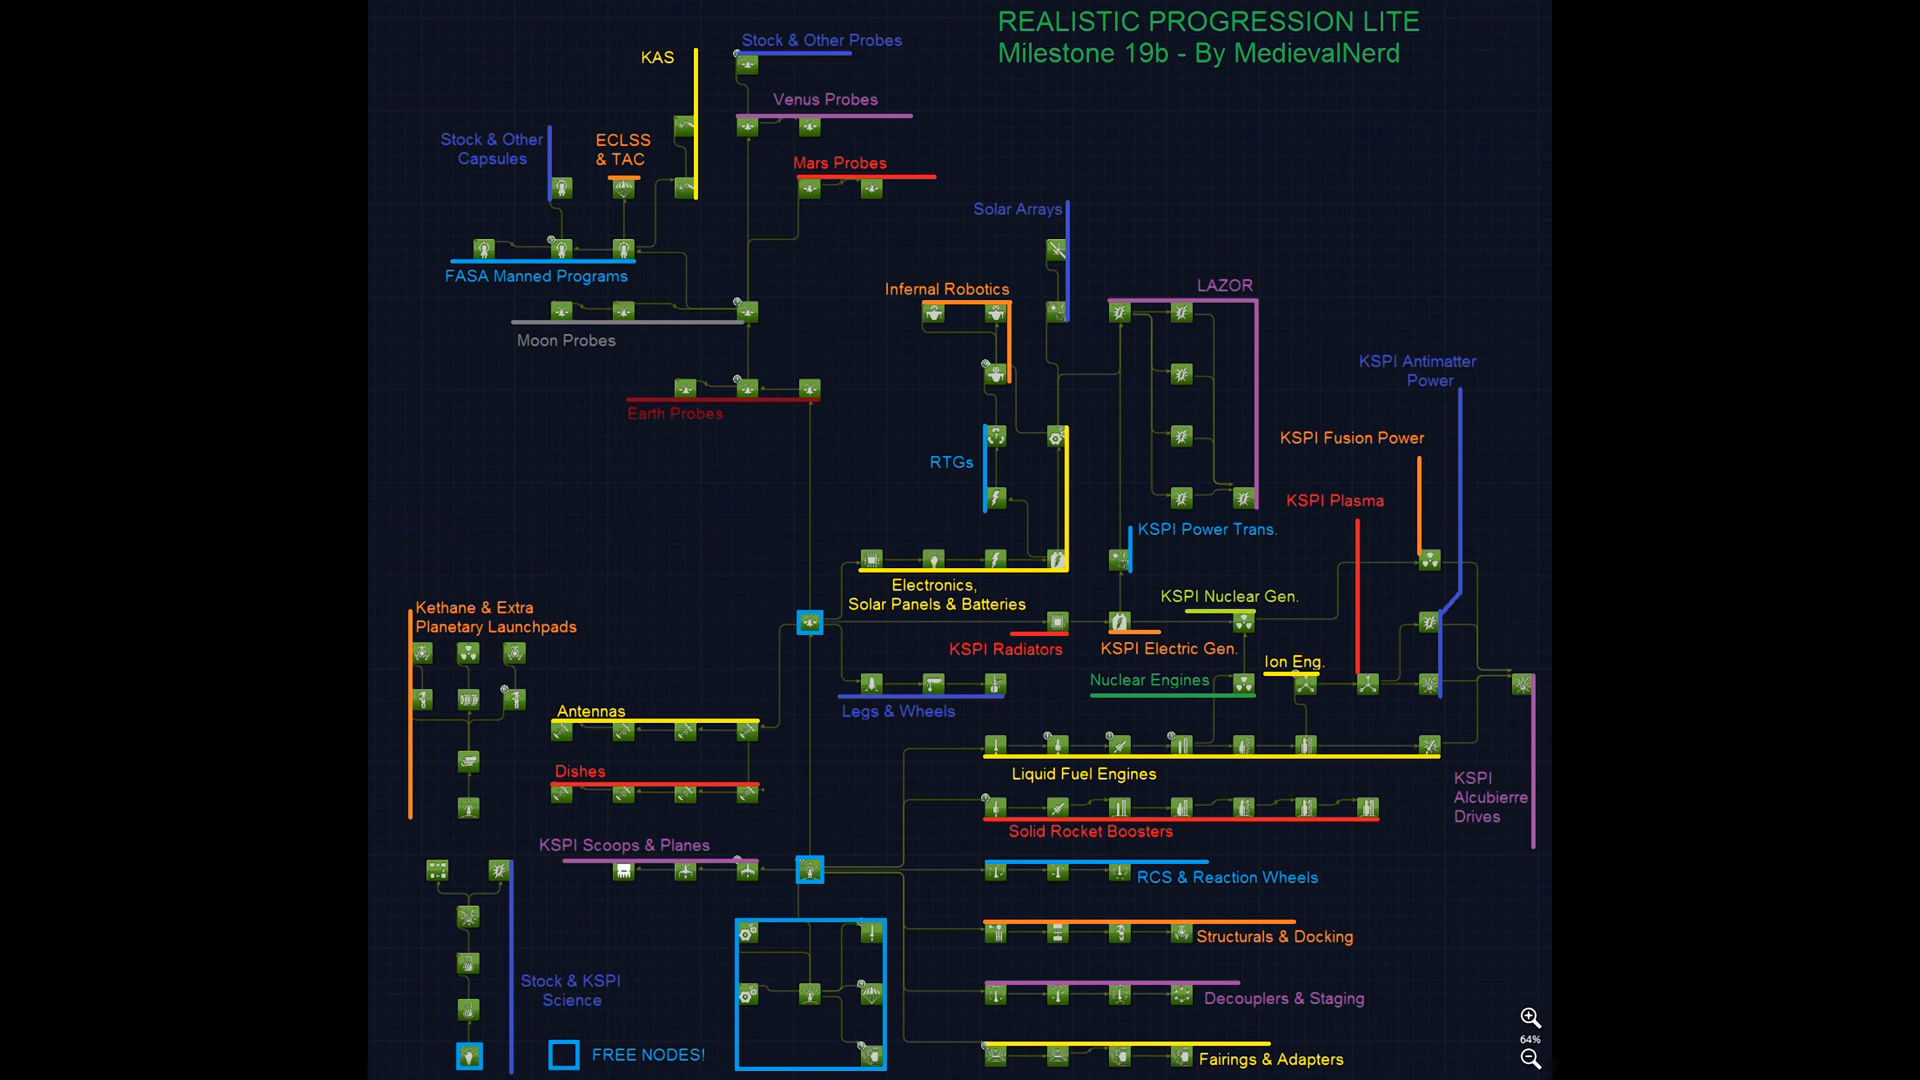 REALISTIC PROGRESSION LITE
Milestone 19b - By MedievalNerd
Stock & Other Probes
KAS
Venus Probes
Stock & Other
Capsules
ECLSS
& TAC
Mars Probes
Solar Arrays
FASA Manned Programs
Infernal Robotics
LAZOR
Moon Probes
KSPI Antimatter
Power
Earth Probes
KSPI Fusion Power
RTGs
KSPI Plasma
KSPI Power Trans.
Electronics,
Solar Panels & Batteries
KSPI Nuclear Gen.
Kethane & Extra
Planetary Launchpads
KSPI Radiators
KSPI Electric Gen.
Ion Eng.
Nuclear Engines
Antennas
Legs & Wheels
Dishes
Liquid Fuel Engines
KSPI
Alcubierre
Drives
Solid Rocket Boosters
KSPI Scoops & Planes
RCS & Reaction Wheels
Structurals & Docking
Stock & KSPI
Science
Decouplers & Staging
FREE NODES!
Fairings & Adapters
64%